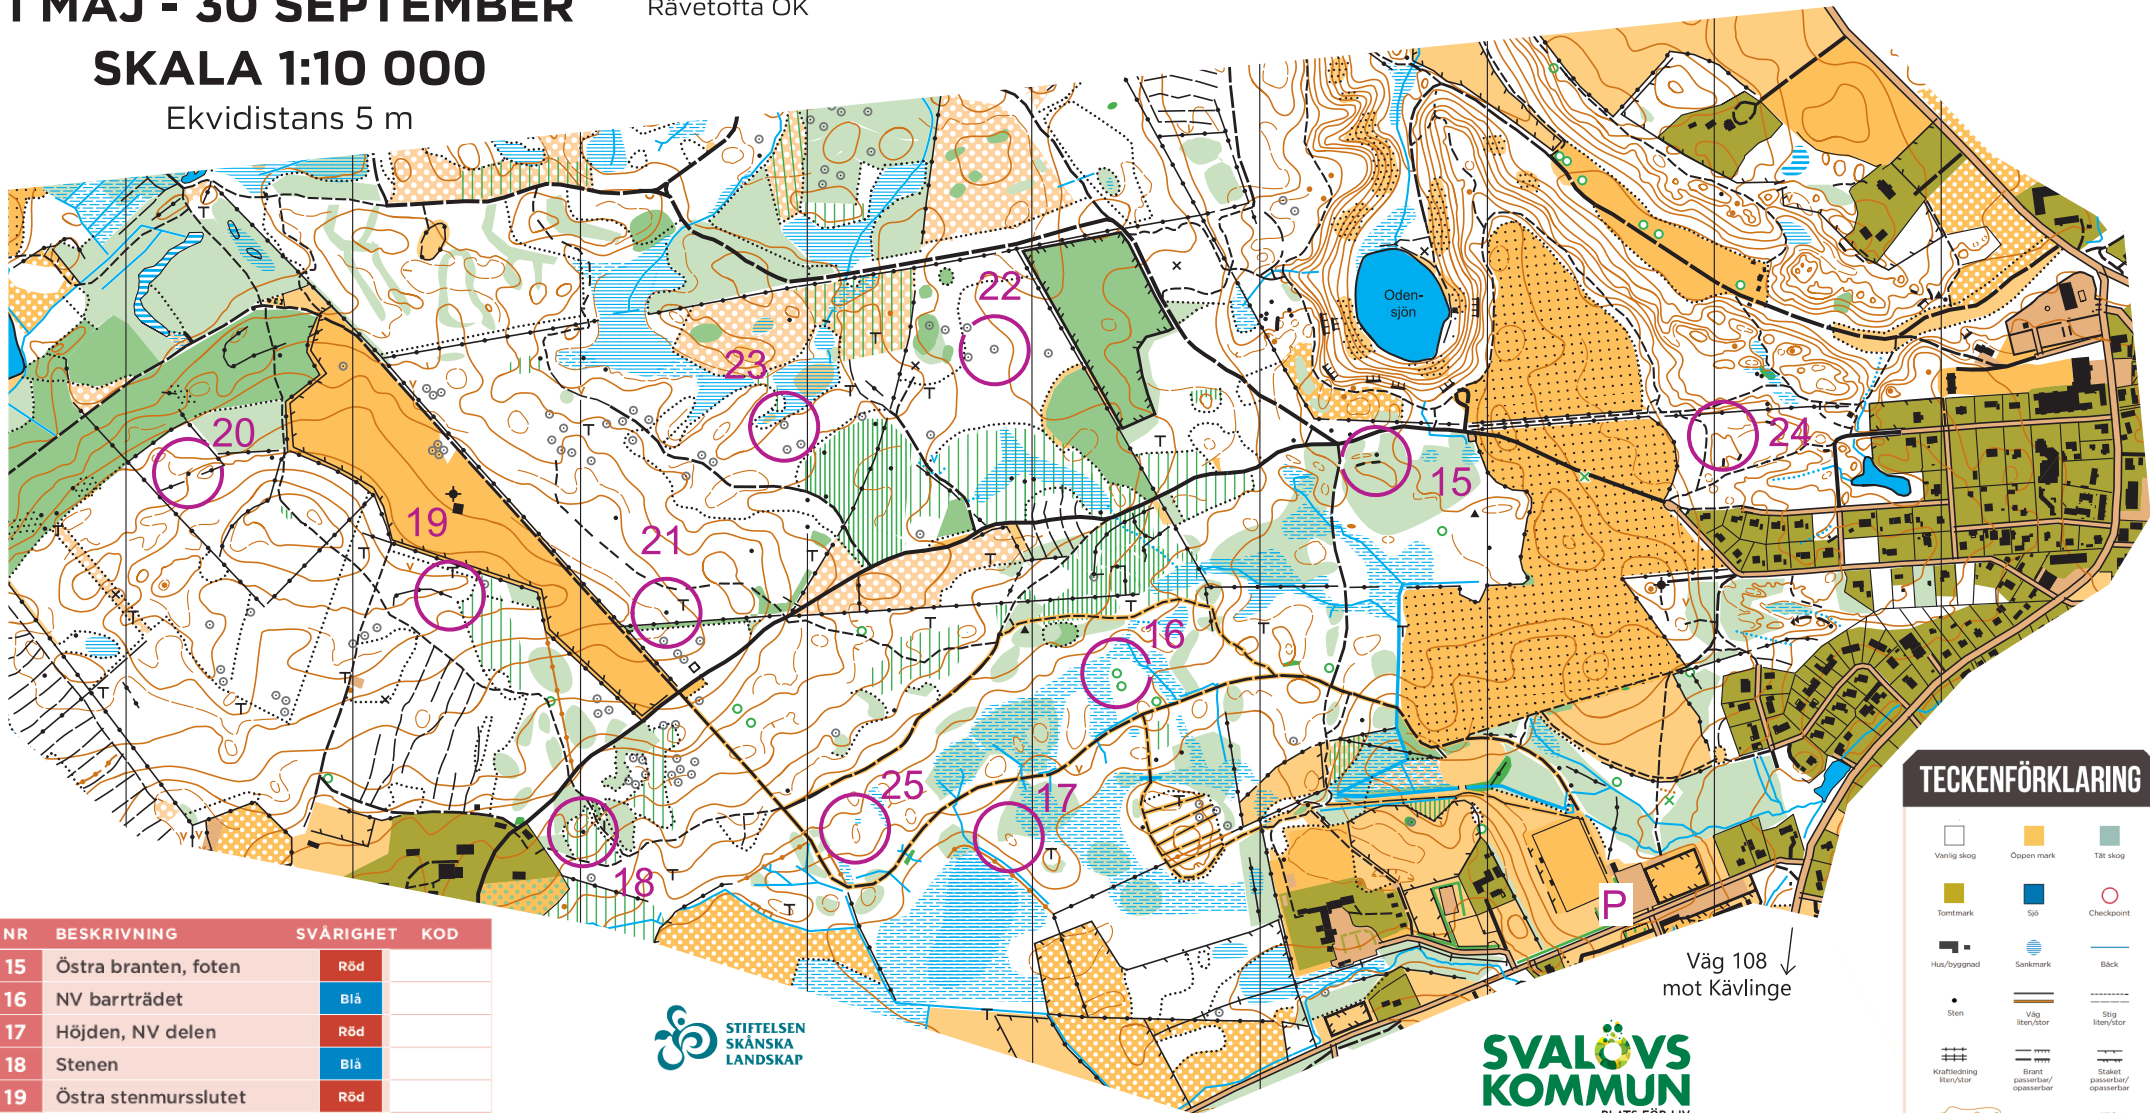 1 MAJ - 30 SEPTEMBER
Rävetofta OK
SKALA 1:10 000
Ekvidistans 5 m
Oden-
sjön
22
23
20
24
15
19
21
16
25
17
18
P
Väg 108
mot Kävlinge
NR BESKRIVNING SVÅRIGHET KOD
15 Östra branten, foten Röd
16 NV barrträdet Blå
17 Höjden, NV delen Röd
18 Stenen Blå
19 Östra stenmursslutet Röd
STIFTELSEN
SKÅNSKA
LANDSKAP
SVALÖVS
KOMMUN
TECKENFÖRKLARING
Vanlig skog
Öppen mark
Tät skog
Tomtmark
Sjö
Checkpoint
Hus/byggnad
Sankmark
Bäck
Sten
Väg
liten/stor
Stig
liten/stor
Kraftledning
liten/stor
Brant
passerbar/
opasserbar
Staket
passerbar/
opasserbar